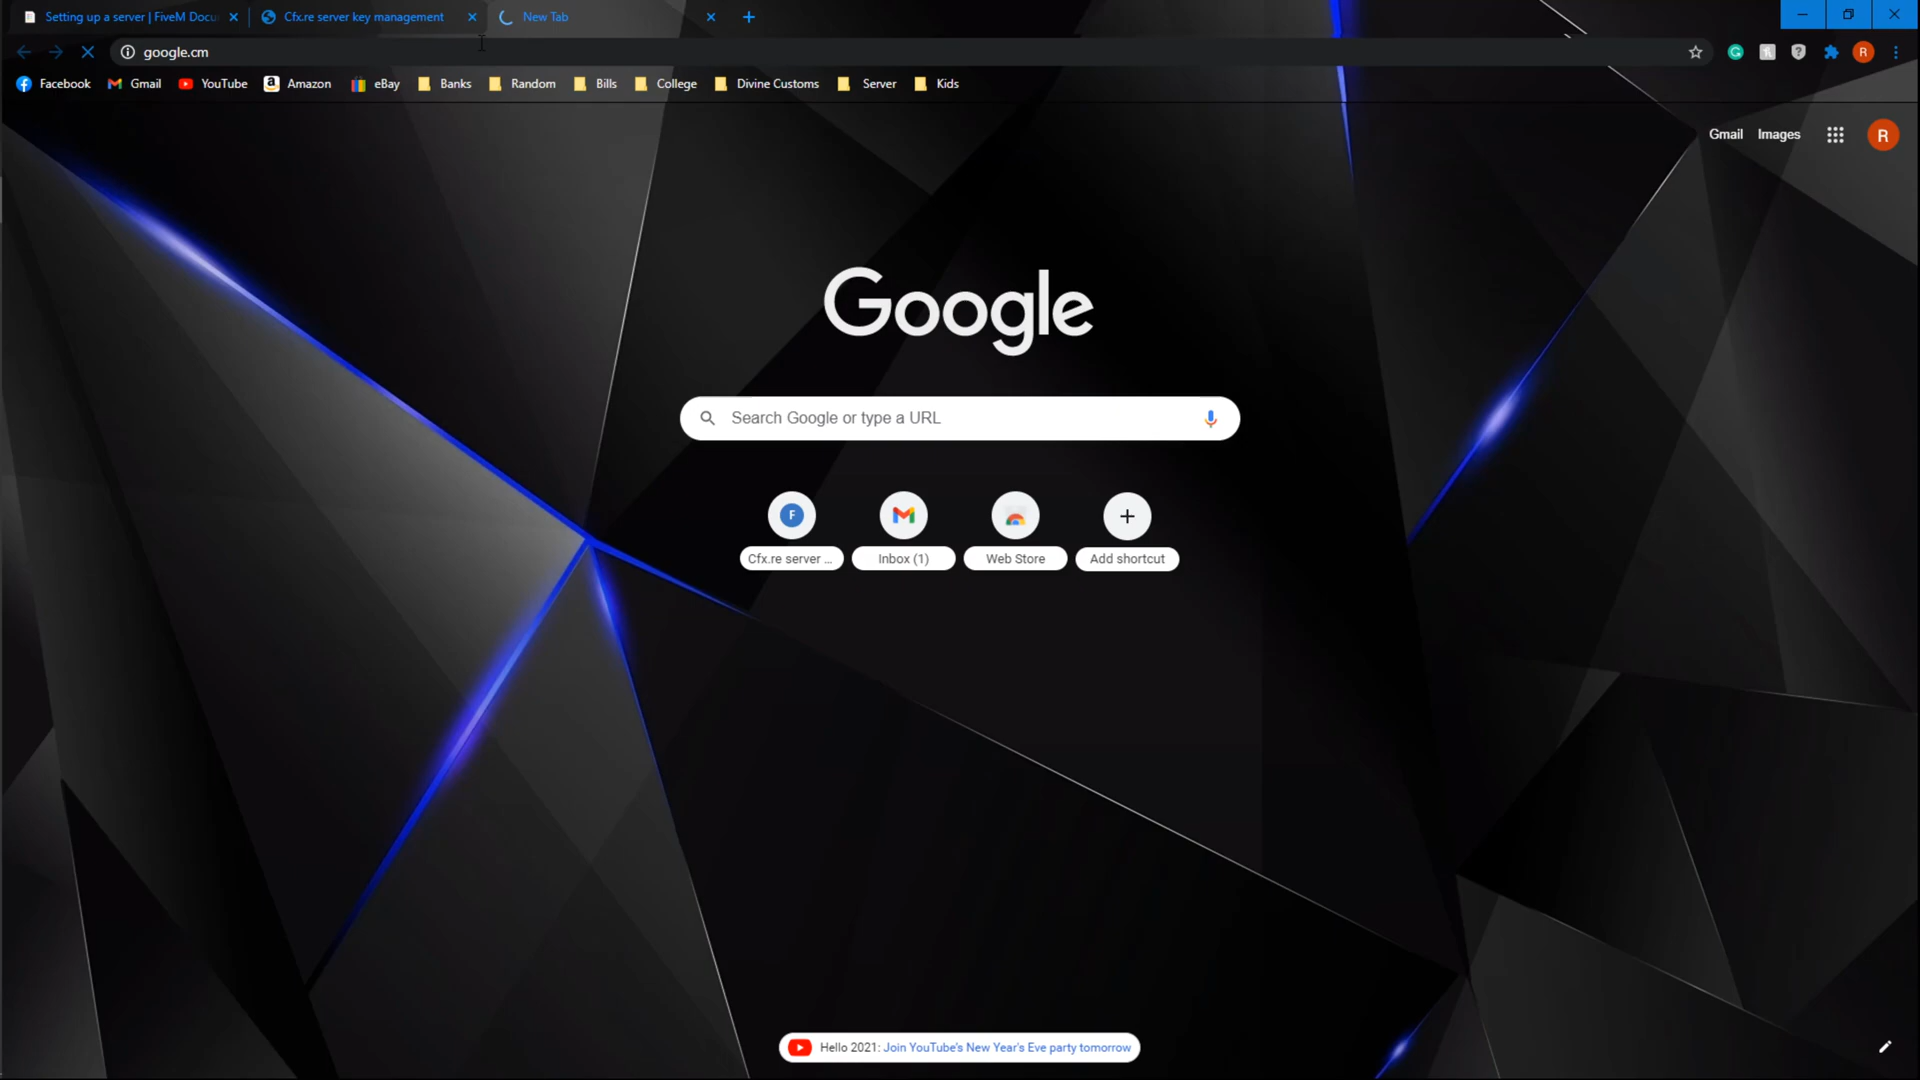 Setting up a server | FiveM Docu
Cfx.re server key management
New Tab
google.cm
Facebook
Gmail
YouTube
Amazon
eBay
Banks
Random
Bills
College
Divine Customs
Server
Kids
R
Gmail
Images
R
Google
Search Google or type a URL
F
Cfx.re server ...
Inbox (1)
Web Store
Add shortcut
Hello 2021: Join YouTube's New Year's Eve party tomorrow